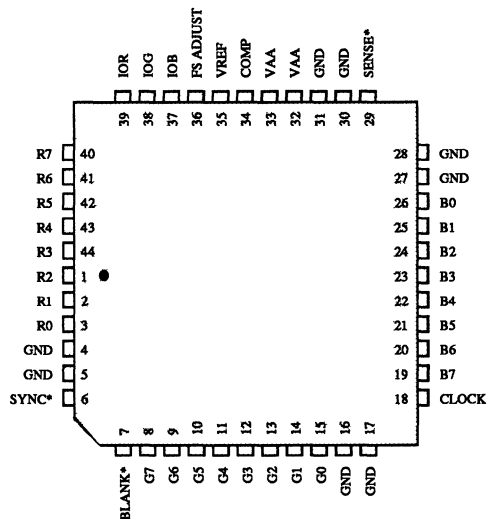 IOR
IOG
IOB
FS ADJUST
VREF
COMP
VAA
VAA
GND
GND
SENSE*
39
38
37
36
35
34
33
32
31
30
29
R7 40
R6 41
R5 42
R4 43
R3 44
R2 1
R1 2
R0 3
GND 4
GND 5
SYNC* 6
28 GND
27 GND
26 B0
25 B1
24 B2
23 B3
22 B4
21 B5
20 B6
19 B7
18 CLOCK
7
8
9
10
11
12
13
14
15
16
17
BLANK*
G7
G6
G5
G4
G3
G2
G1
G0
GND
GND